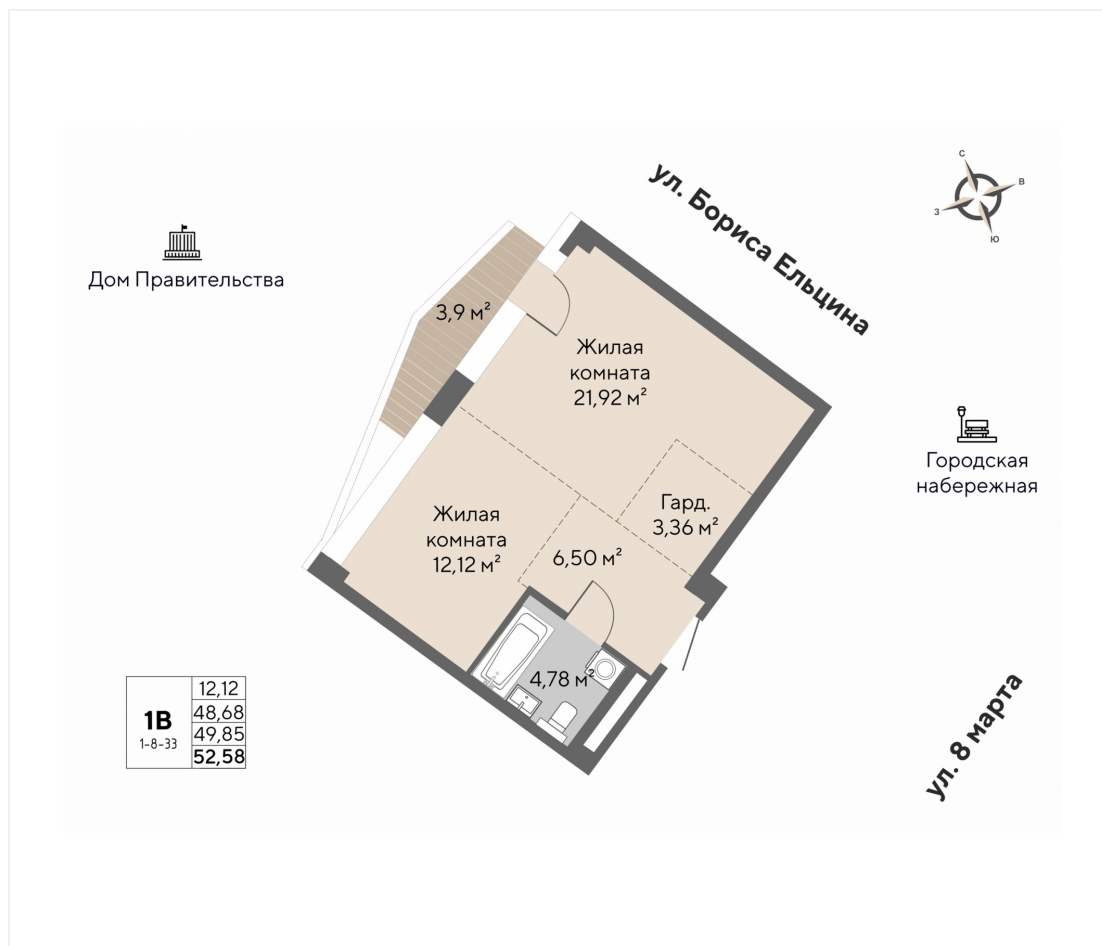 ул. Бориса Ельцина
С
В
З
Ю
Дом Правительства
3,9 м²
Жилая
комната
21,92 м²
Городская
набережная
Гард.
3,36 м²
Жилая
комната
12,12 м²
6,50 м²
4,78 м²
1В
1-8-33
12,12
48,68
49,85
52,58
ул. 8 марта